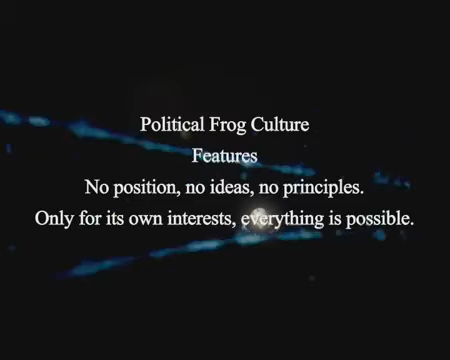 Political Frog Culture
Features
No position, no ideas, no principles.
Only for its own interests, everything is possible.